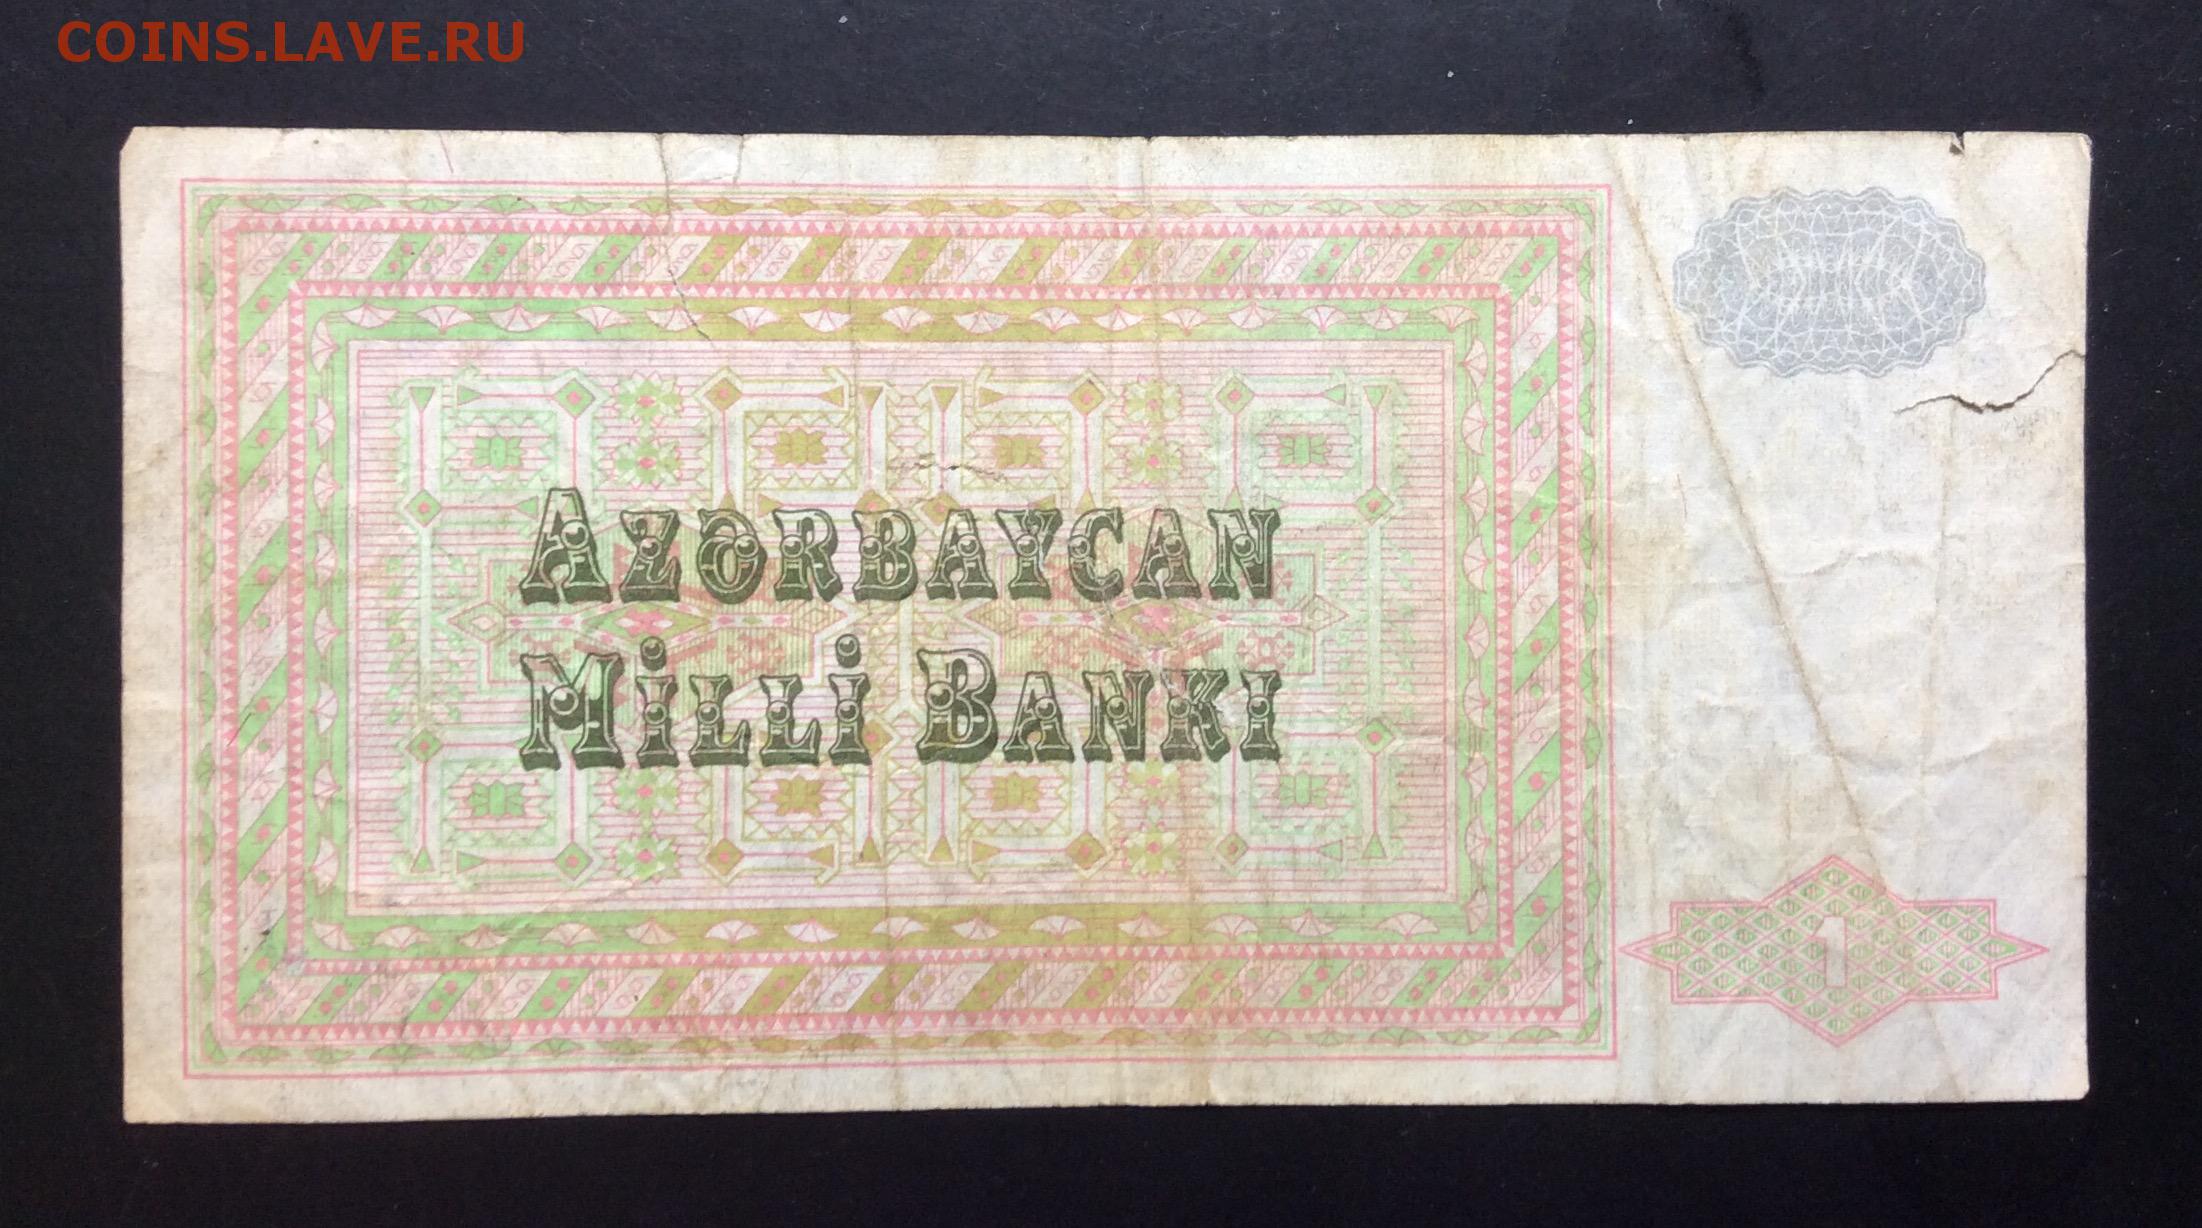 COINS.LAVE.RU
AZƏRBAYCAN
MİLLİ BANKI
1